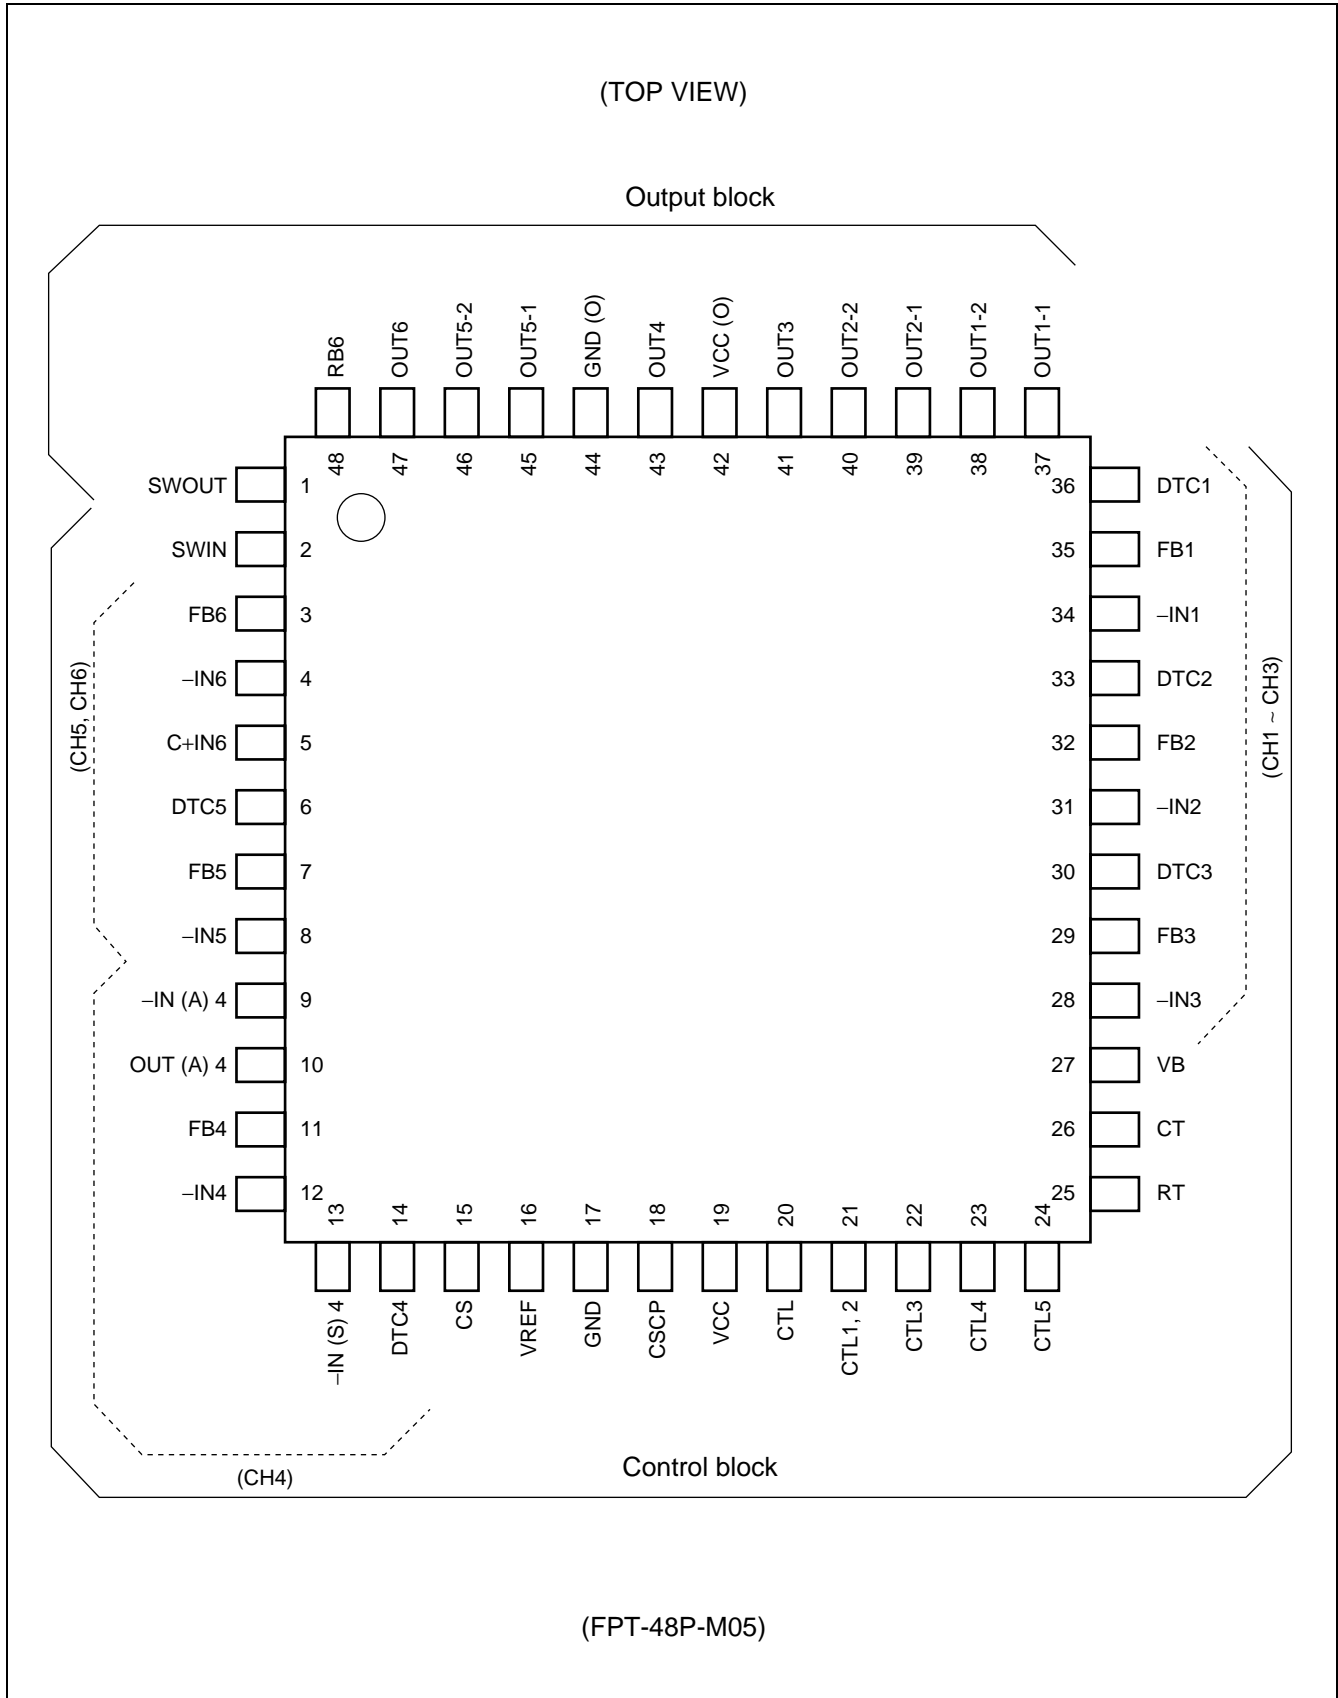 (TOP VIEW)
Output block
RB6
OUT6
OUT5-2
OUT5-1
GND (O)
OUT4
VCC (O)
OUT3
OUT2-2
OUT2-1
OUT1-2
OUT1-1
48
47
46
45
44
43
42
41
40
39
38
37
SWOUT 1
SWIN 2
FB6 3
−IN6 4
C+IN6 5
DTC5 6
FB5 7
−IN5 8
−IN (A) 4 9
OUT (A) 4 10
FB4 11
−IN4 12
(CH5, CH6)
36 DTC1
35 FB1
34 −IN1
33 DTC2
32 FB2
31 −IN2
30 DTC3
29 FB3
28 −IN3
27 VB
26 CT
25 RT
(CH1 ~ CH3)
13
14
15
16
17
18
19
20
21
22
23
24
−IN (S) 4
DTC4
CS
VREF
GND
CSCP
VCC
CTL
CTL1, 2
CTL3
CTL4
CTL5
(CH4)
Control block
(FPT-48P-M05)